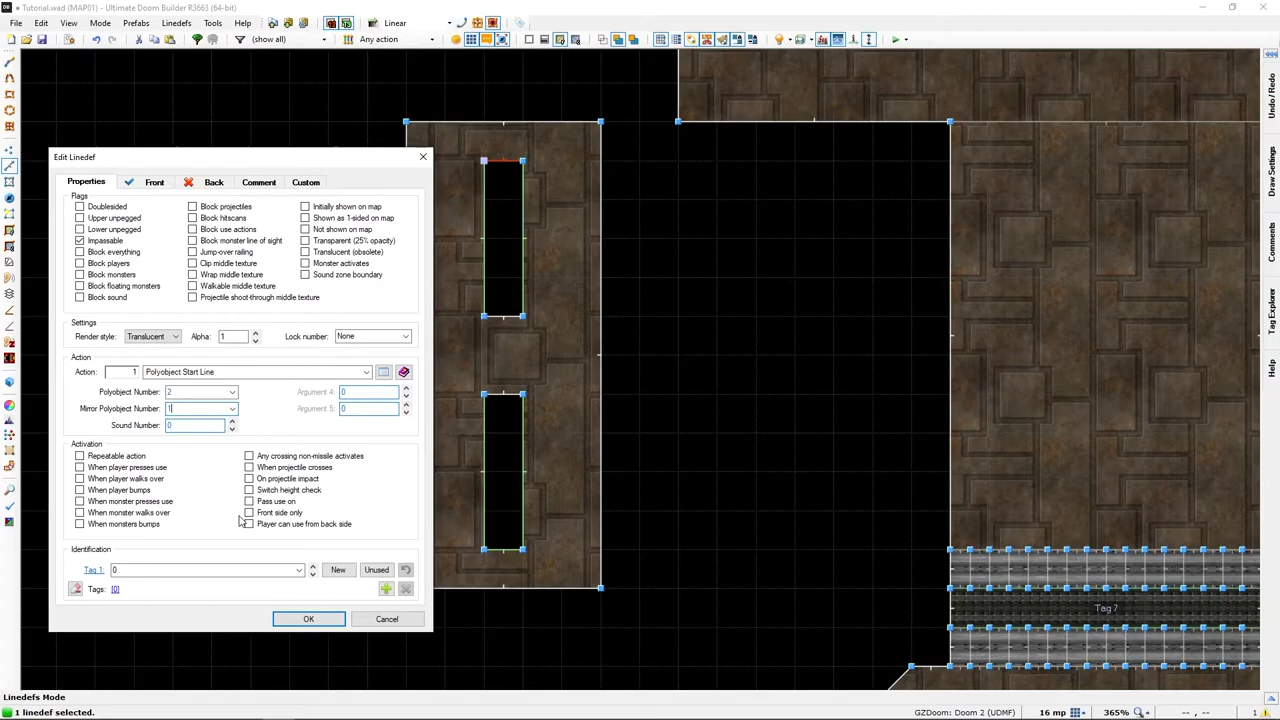 Tutorial.wad (MAP01) - Ultimate Doom Builder R3663 (64-bit)
File Edit View Mode Prefabs Linedefs Tools Help Linear
(show all) Any action
Edit Linedef
Properties Front Back Comment Custom
Flags
Doublesided Block projectiles Initially shown on map
Upper unpegged Block hitscans Shown as 1-sided on map
Lower unpegged Block use actions Not shown on map
Impassable Block monster line of sight Transparent (25% opacity)
Block everything Jump-over railing Translucent (obsolete)
Block players Clip middle texture Monster activates
Block monsters Wrap middle texture Sound zone boundary
Block floating monsters Walkable middle texture
Block sound Projectile shoot-through middle texture
Settings
Render style: Translucent Alpha: 1 Lock number: None
Action
Action: 1 Polyobject Start Line
Polyobject Number: 2 Argument 4: 0
Mirror Polyobject Number: 1 Argument 5: 0
Sound Number: 0
Activation
Repeatable action Any crossing non-missile activates
When player presses use When projectile crosses
When player walks over On projectile impact
When player bumps Switch height check
When monster presses use Pass use on
When monster walks over Front side only
When monsters bumps Player can use from back side
Identification
Tag 1: 0 New Unused
Tags: [0]
OK Cancel
Tag 7
Undo / Redo
Draw Settings
Comments
Tag Explorer
Help
Linedefs Mode
1 linedef selected. GZDoom: Doom 2 (UDMF) 16 mp 365% -- , -- 1